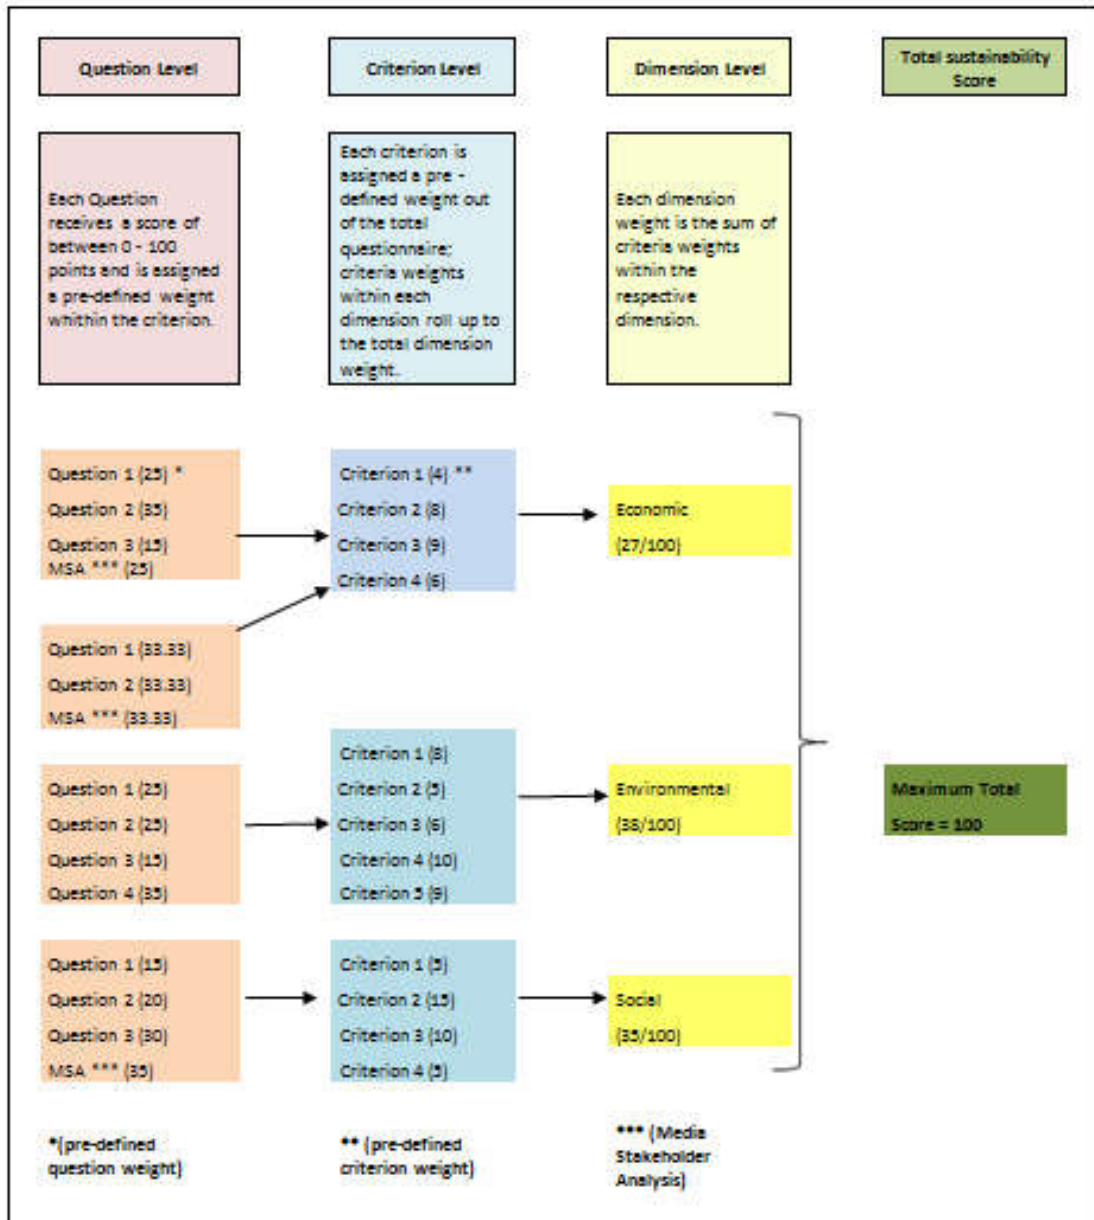 Question Level
Criterion Level
Dimension Level
Total sustainability
Score
Each Question
receives a score of
between 0 - 100
points and is assigned
a pre-defined weight
whithin the criterion.
Each criterion is
assigned a pre -
defined weight out
of the total
questionnaire;
criteria weights
within each
dimension roll up to
the total dimension
weight.
Each dimension
weight is the sum of
criteria weights
within the
respective
dimension.
Question 1 (25) *
Question 2 (35)
Question 3 (15)
MSA *** (25)
Criterion 1 (4) **
Criterion 2 (8)
Criterion 3 (9)
Criterion 4 (6)
Economic
(27/100)
Question 1 (33.33)
Question 2 (33.33)
MSA *** (33.33)
Question 1 (25)
Question 2 (25)
Question 3 (15)
Question 4 (35)
Criterion 1 (8)
Criterion 2 (5)
Criterion 3 (6)
Criterion 4 (10)
Criterion 5 (9)
Environmental
(38/100)
Maximum Total
Score = 100
Question 1 (15)
Question 2 (20)
Question 3 (30)
MSA *** (35)
Criterion 1 (5)
Criterion 2 (15)
Criterion 3 (10)
Criterion 4 (5)
Social
(35/100)
*(pre-defined
question weight)
** (pre-defined
criterion weight)
*** (Media
Stakeholder
Analysis)